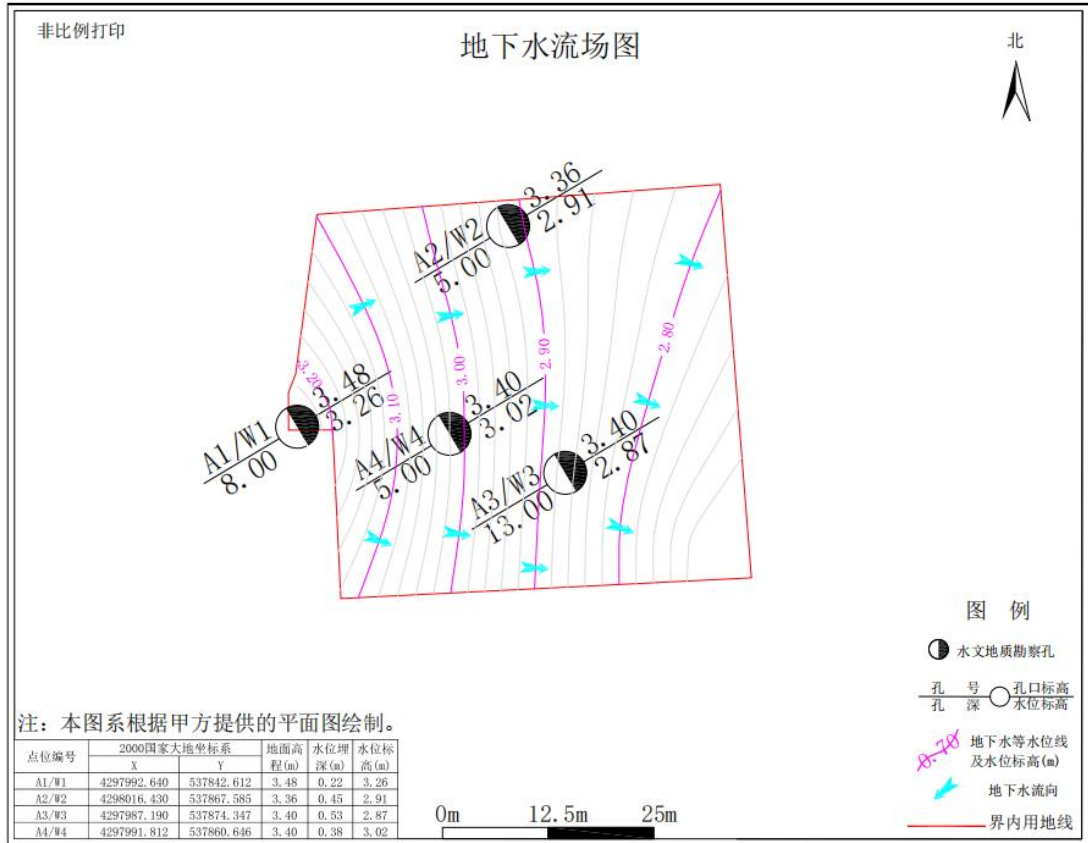 非比例打印
地下水流场图
北
A2/W2 3.36
5.00 2.91
3.20
A1/W1 3.48
8.00 3.26
3.10
3.00
2.90
2.80
A4/W4 3.40
5.00 3.02
A3/W3 3.40
13.00 2.87
图 例
水文地质勘察孔
孔 号 孔口标高
孔 深 水位标高
0.70 地下水等水位线
及水位标高(m)
地下水流向
界内用地线
注：本图系根据甲方提供的平面图绘制。
点位编号 2000国家大地坐标系 地面高程(m) 水位埋深(m) 水位标高(m)
X Y
A1/W1 4297992.640 537842.612 3.48 0.22 3.26
A2/W2 4298016.430 537867.585 3.36 0.45 2.91
A3/W3 4297987.190 537874.347 3.40 0.53 2.87
A4/W4 4297991.812 537860.646 3.40 0.38 3.02
0m 12.5m 25m